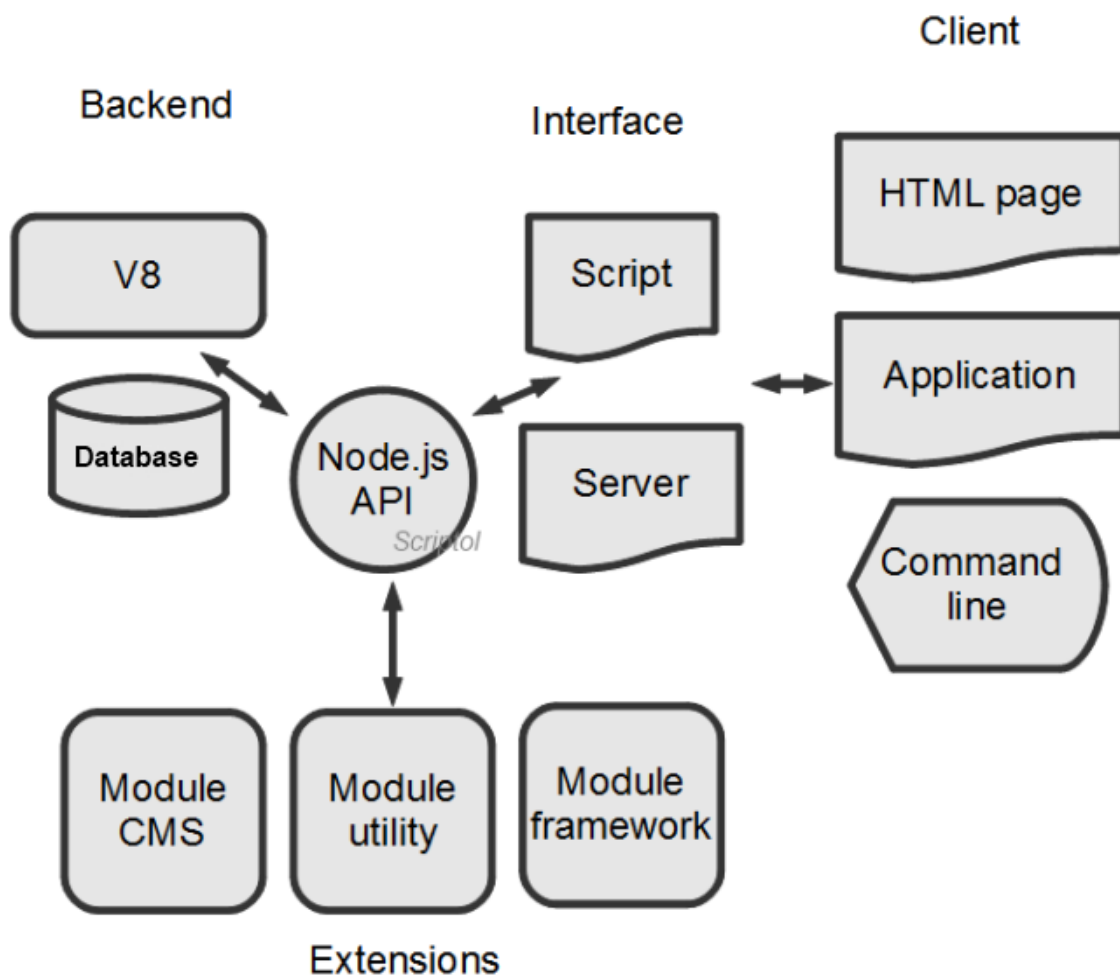 Client
Backend
Interface
HTML page
V8
Script
Application
Database
Node.js
API
Scriptol
Server
Command
line
Module
CMS
Module
utility
Module
framework
Extensions